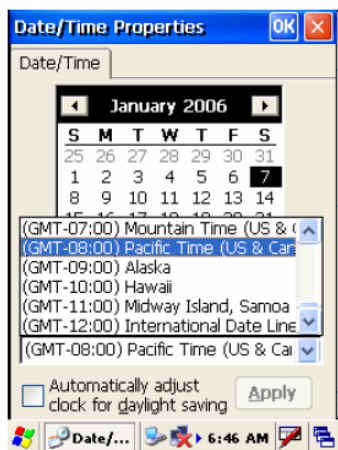 Date/Time Properties OK
Date/Time
January 2006
S M T W T F S
25 26 27 28 29 30 31
1 2 3 4 5 6 7
8 9 10 11 12 13 14
(GMT-07:00) Mountain Time (US &
(GMT-08:00) Pacific Time (US & Can
(GMT-09:00) Alaska
(GMT-10:00) Hawaii
(GMT-11:00) Midway Island, Samoa
(GMT-12:00) International Date Line
(GMT-08:00) Pacific Time (US & Ca
Automatically adjust
clock for daylight saving Apply
Date/... 6:46 AM